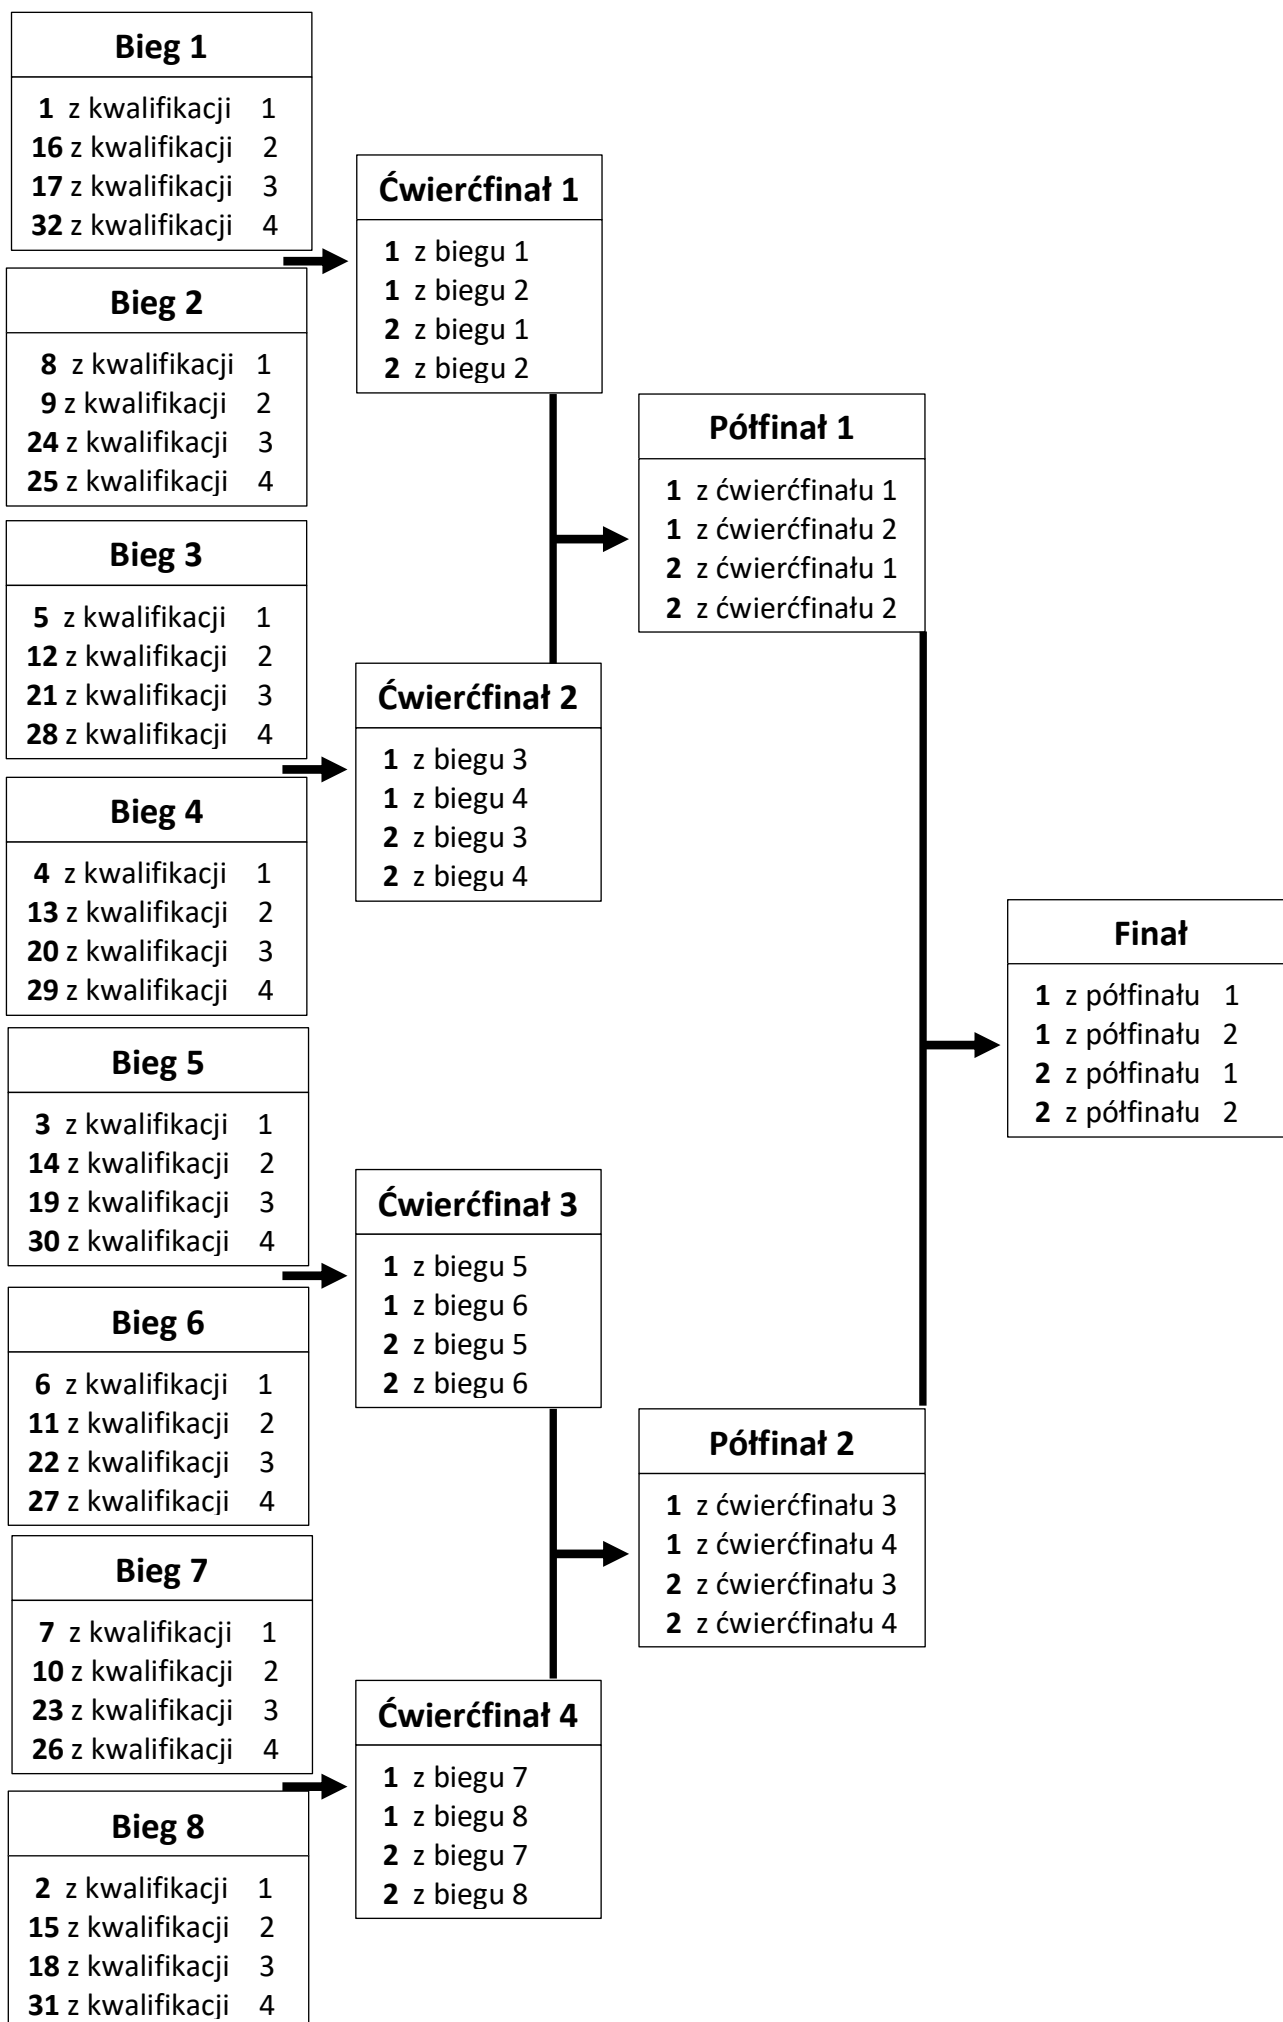 Bieg 1
1 z kwalifikacji 1
16 z kwalifikacji 2
17 z kwalifikacji 3
32 z kwalifikacji 4
Bieg 2
8 z kwalifikacji 1
9 z kwalifikacji 2
24 z kwalifikacji 3
25 z kwalifikacji 4
Bieg 3
5 z kwalifikacji 1
12 z kwalifikacji 2
21 z kwalifikacji 3
28 z kwalifikacji 4
Bieg 4
4 z kwalifikacji 1
13 z kwalifikacji 2
20 z kwalifikacji 3
29 z kwalifikacji 4
Bieg 5
3 z kwalifikacji 1
14 z kwalifikacji 2
19 z kwalifikacji 3
30 z kwalifikacji 4
Bieg 6
6 z kwalifikacji 1
11 z kwalifikacji 2
22 z kwalifikacji 3
27 z kwalifikacji 4
Bieg 7
7 z kwalifikacji 1
10 z kwalifikacji 2
23 z kwalifikacji 3
26 z kwalifikacji 4
Bieg 8
2 z kwalifikacji 1
15 z kwalifikacji 2
18 z kwalifikacji 3
31 z kwalifikacji 4
Ćwierćfinał 1
1 z biegu 1
1 z biegu 2
2 z biegu 1
2 z biegu 2
Ćwierćfinał 2
1 z biegu 3
1 z biegu 4
2 z biegu 3
2 z biegu 4
Ćwierćfinał 3
1 z biegu 5
1 z biegu 6
2 z biegu 5
2 z biegu 6
Ćwierćfinał 4
1 z biegu 7
1 z biegu 8
2 z biegu 7
2 z biegu 8
Półfinał 1
1 z ćwierćfinału 1
1 z ćwierćfinału 2
2 z ćwierćfinału 1
2 z ćwierćfinału 2
Półfinał 2
1 z ćwierćfinału 3
1 z ćwierćfinału 4
2 z ćwierćfinału 3
2 z ćwierćfinału 4
Finał
1 z półfinału 1
1 z półfinału 2
2 z półfinału 1
2 z półfinału 2